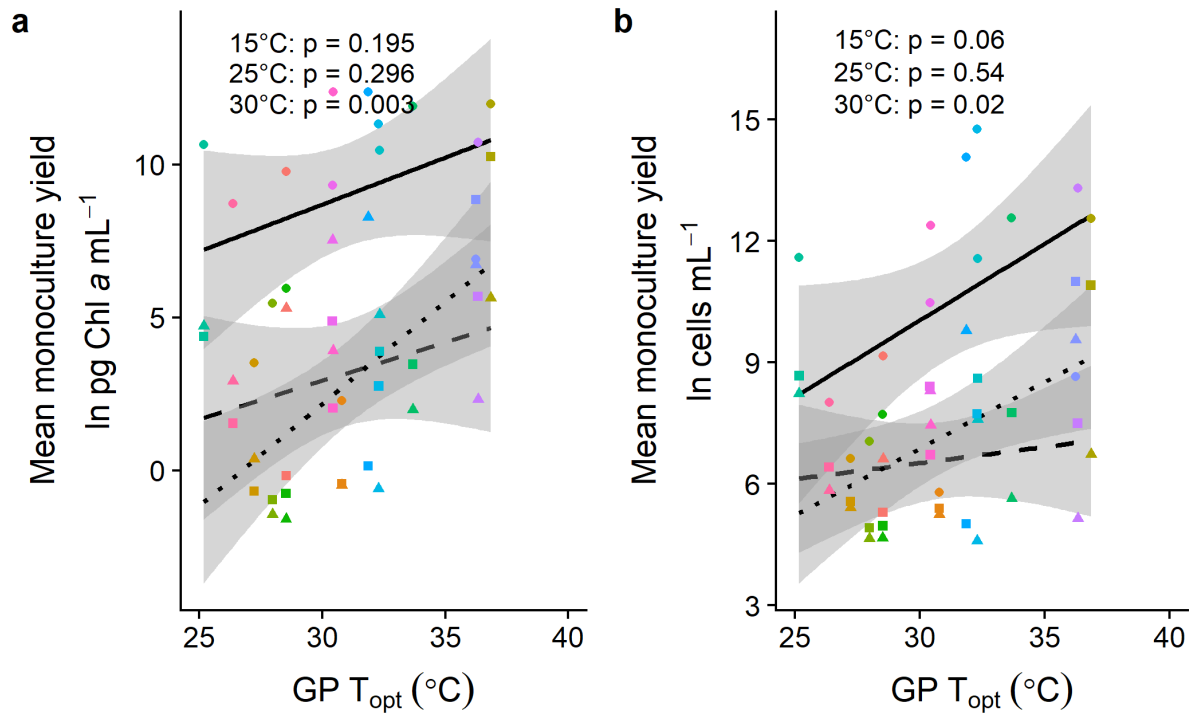 a
15°C: p = 0.195
25°C: p = 0.296
30°C: p = 0.003
Mean monoculture yield
ln pg Chl a mL⁻¹
10
5
0
25
30
35
40
GP Tₒₚₜ (°C)
b
15°C: p = 0.06
25°C: p = 0.54
30°C: p = 0.02
Mean monoculture yield
ln cells mL⁻¹
15
12
9
6
3
25
30
35
40
GP Tₒₚₜ (°C)